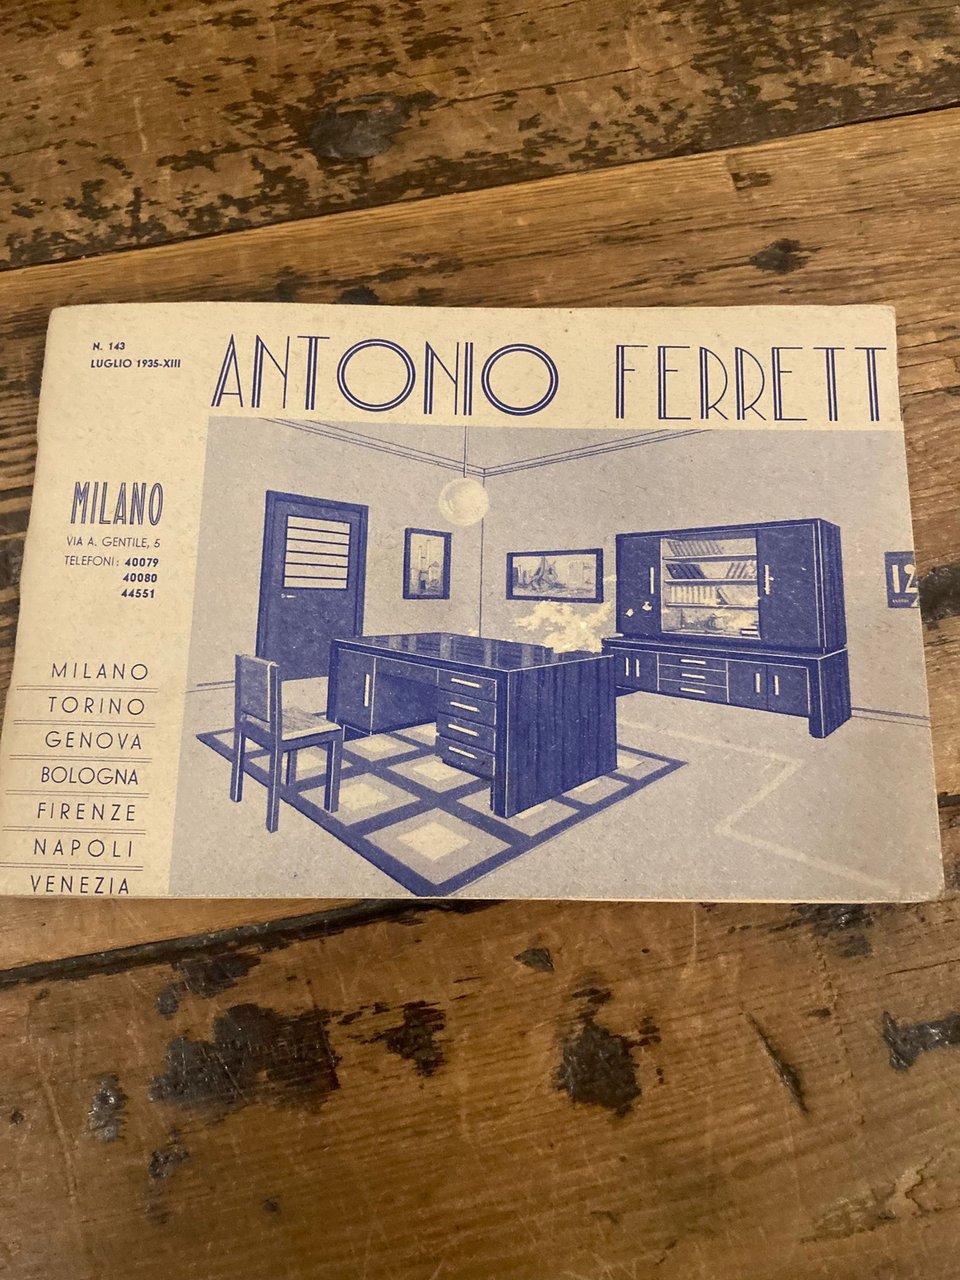 N. 143
LUGLIO 1935-XIII
ANTONIO FERRETT
MILANO
VIA A. GENTILE, 5
TELEFONI: 40079
40080
44551
MILANO
TORINO
GENOVA
BOLOGNA
FIRENZE
NAPOLI
VENEZIA
12